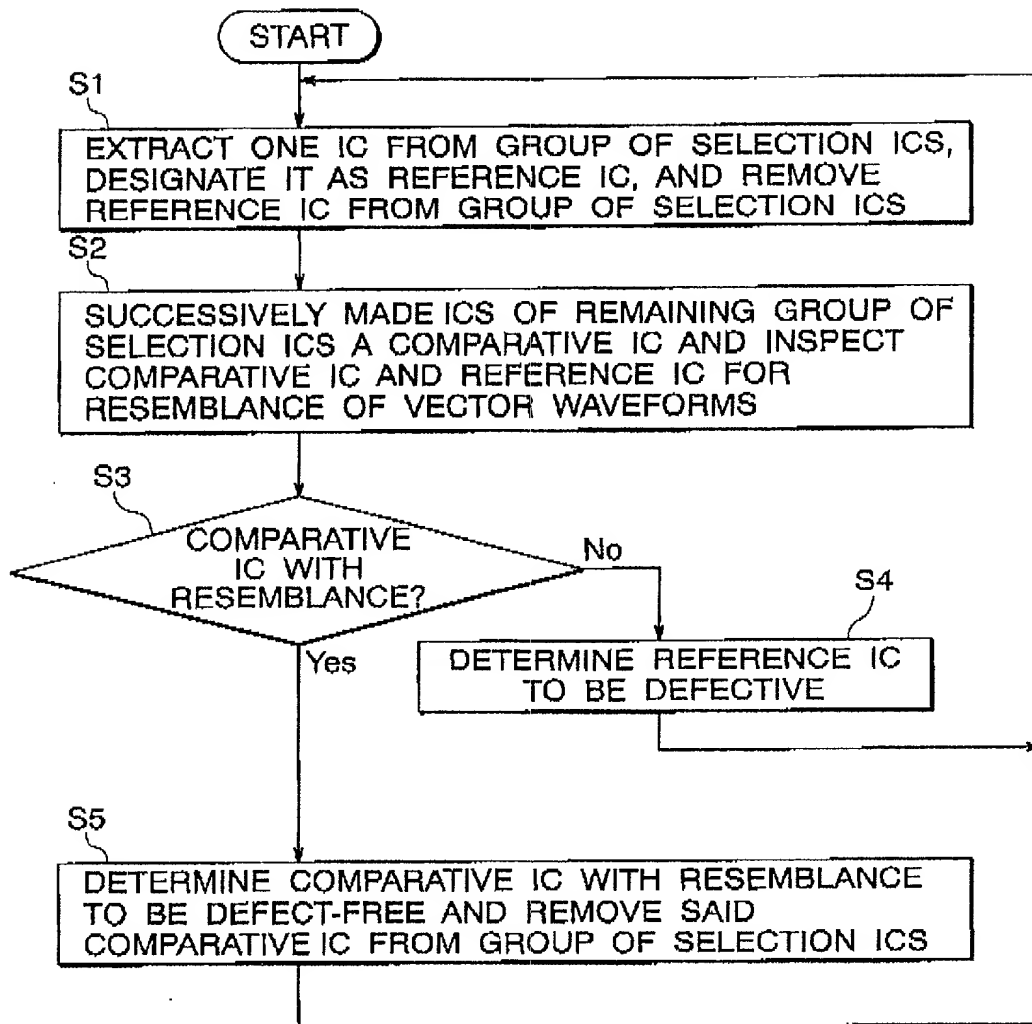 START
S1
EXTRACT ONE IC FROM GROUP OF SELECTION ICS,
DESIGNATE IT AS REFERENCE IC, AND REMOVE
REFERENCE IC FROM GROUP OF SELECTION ICS
S2
SUCCESSIVELY MADE ICS OF REMAINING GROUP OF
SELECTION ICS A COMPARATIVE IC AND INSPECT
COMPARATIVE IC AND REFERENCE IC FOR
RESEMBLANCE OF VECTOR WAVEFORMS
S3
COMPARATIVE
IC WITH
RESEMBLANCE?
No
Yes
S4
DETERMINE REFERENCE IC
TO BE DEFECTIVE
S5
DETERMINE COMPARATIVE IC WITH RESEMBLANCE
TO BE DEFECT-FREE AND REMOVE SAID
COMPARATIVE IC FROM GROUP OF SELECTION ICS